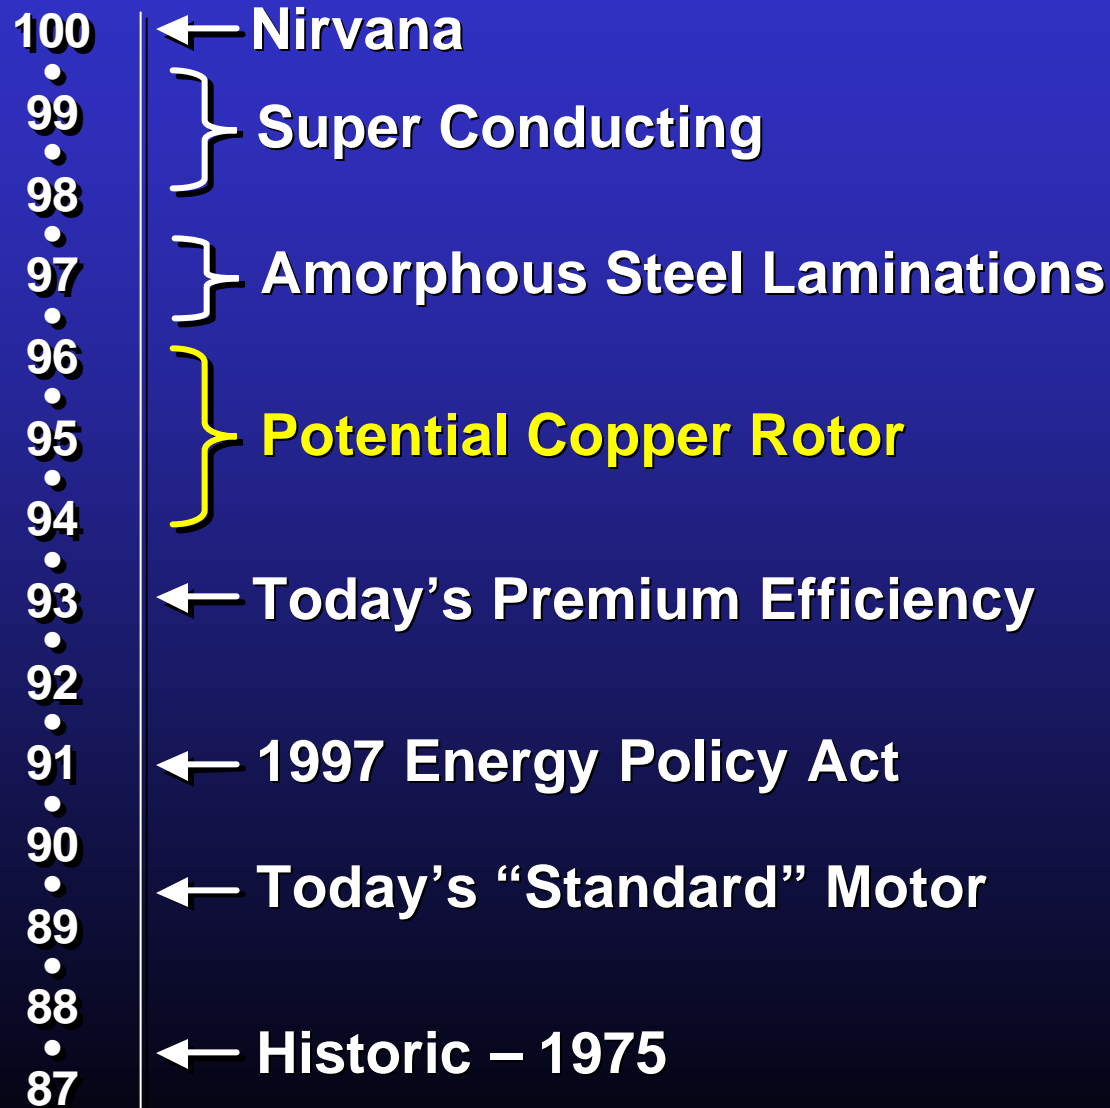 100 Nirvana
•
99 Super Conducting
•
98
•
97 Amorphous Steel Laminations
•
96
•
95 Potential Copper Rotor
•
94
•
93 Today’s Premium Efficiency
•
92
•
91 1997 Energy Policy Act
•
90
• Today’s “Standard” Motor
89
•
88
• Historic – 1975
87